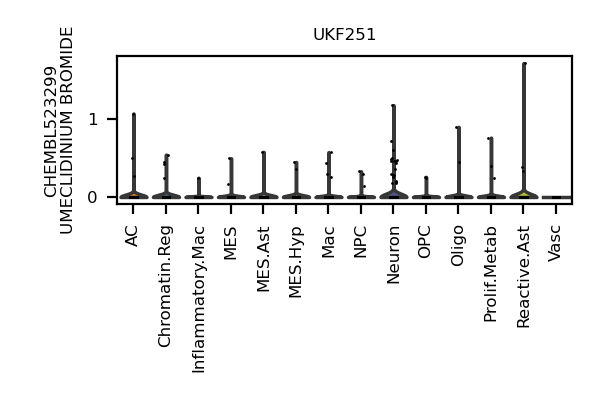 UKF251
CHEMBL523299
UMECLIDINIUM BROMIDE
1
0
AC
Chromatin.Reg
Inflammatory.Mac
MES
MES.Ast
MES.Hyp
Mac
NPC
Neuron
OPC
Oligo
Prolif.Metab
Reactive.Ast
Vasc